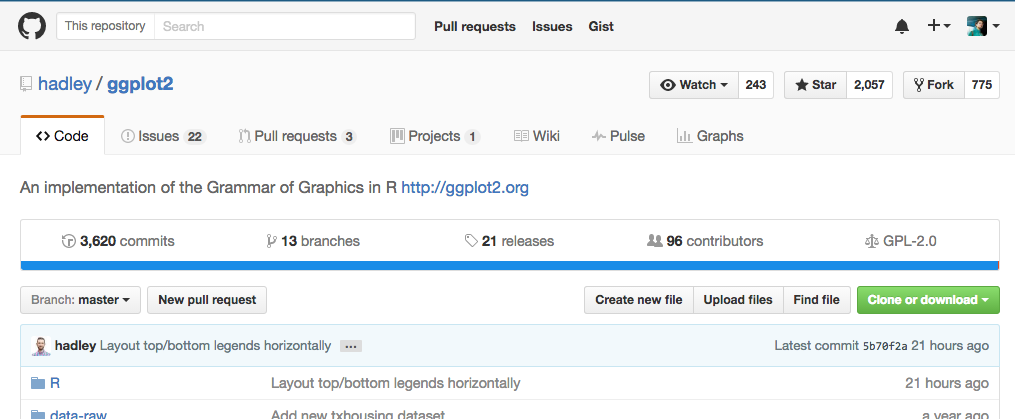 This repository Search Pull requests Issues Gist
hadley / ggplot2 Watch 243 Star 2,057 Fork 775
Code Issues 22 Pull requests 3 Projects 1 Wiki Pulse Graphs
An implementation of the Grammar of Graphics in R http://ggplot2.org
3,620 commits 13 branches 21 releases 96 contributors GPL-2.0
Branch: master New pull request Create new file Upload files Find file Clone or download
hadley Layout top/bottom legends horizontally ... Latest commit 5b70f2a 21 hours ago
R Layout top/bottom legends horizontally 21 hours ago
data-raw Add new txhousing dataset a year ago